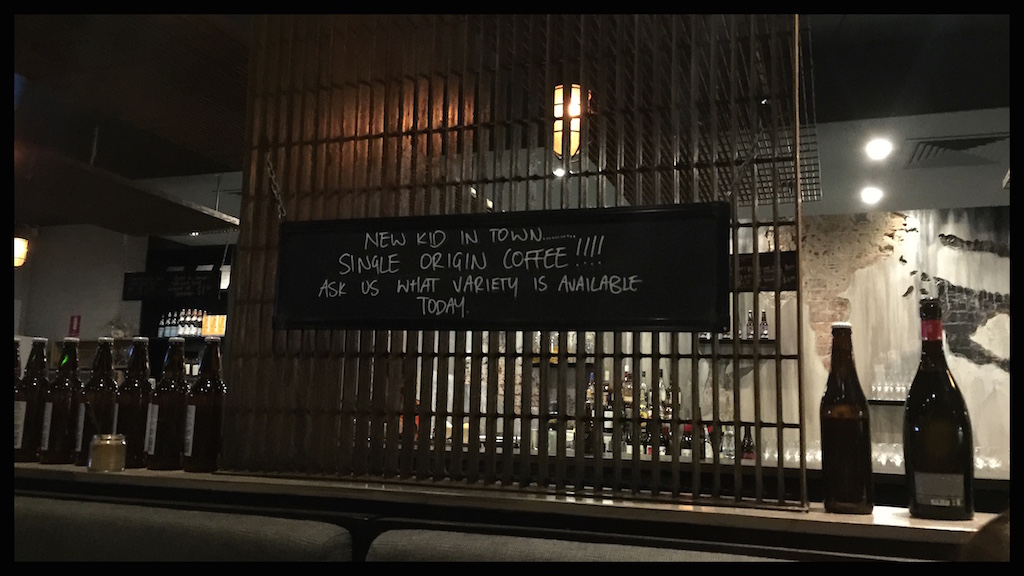 NEW KID IN TOWN.........
SINGLE ORIGIN COFFEE!!!!
ASK US WHAT VARIETY IS AVAILABLE
TODAY.